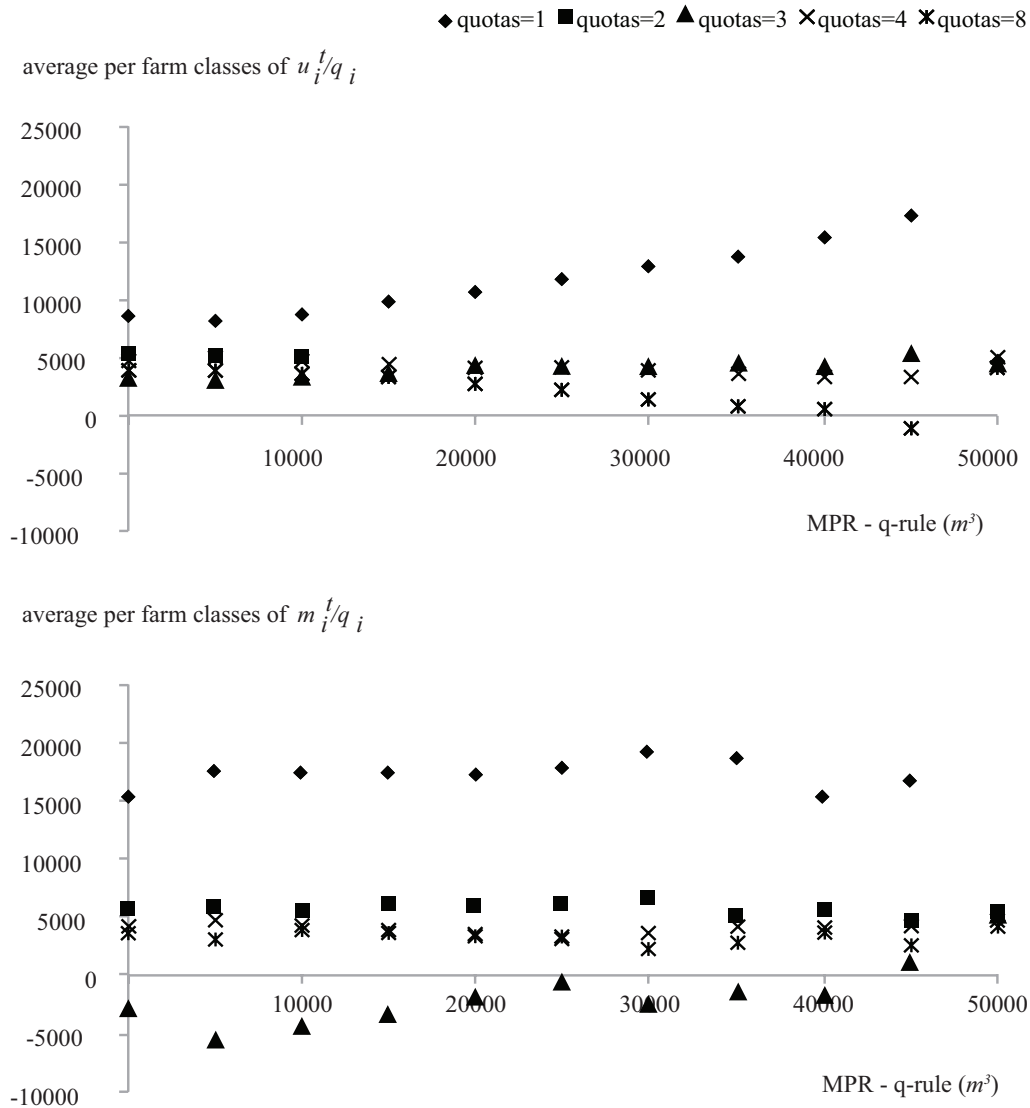 quotas=1 quotas=2 quotas=3 quotas=4 quotas=8
average per farm classes of u_i^t/q_i
25000
20000
15000
10000
5000
0
10000 20000 30000 40000 50000
-5000
-10000
MPR - q-rule (m³)
average per farm classes of m_i^t/q_i
25000
20000
15000
10000
5000
0
10000 20000 30000 40000 50000
-5000
-10000
MPR - q-rule (m³)